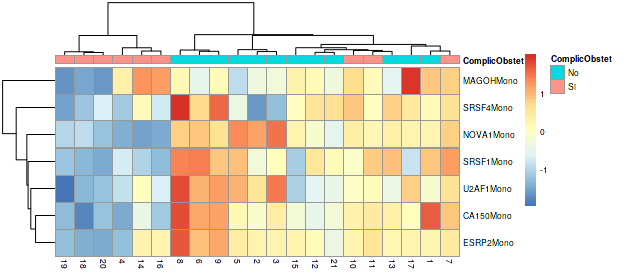 ComplicObstet
MAGOHMono
SRSF4Mono
NOVA1Mono
SRSF1Mono
U2AF1Mono
CA150Mono
ESRP2Mono
19 18 20 4 14 16 8 6 9 5 2 3 15 12 21 10 11 13 17 1 7
1
0
-1
ComplicObstet
No
SI